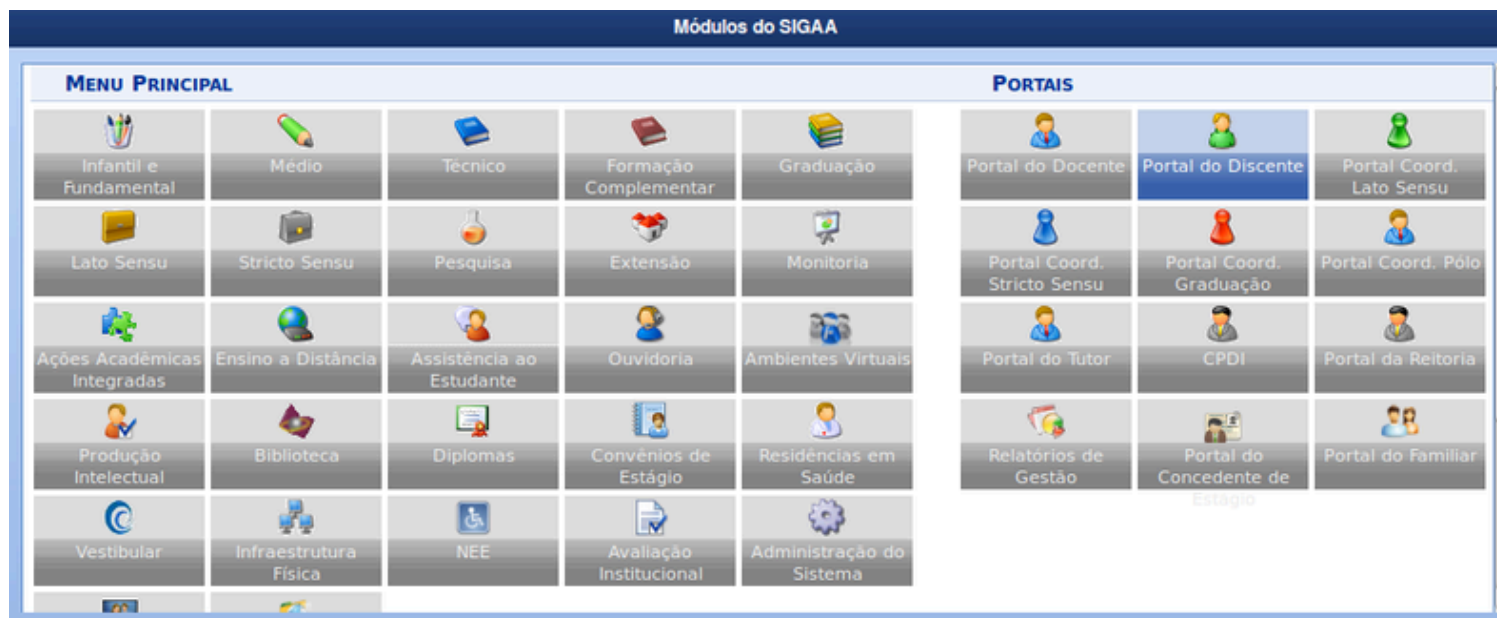 Módulos do SIGAA
MENU PRINCIPAL
PORTAIS
Infantil e
Fundamental
Médio
Técnico
Formação
Complementar
Graduação
Portal do Docente
Portal do Discente
Portal Coord.
Lato Sensu
Lato Sensu
Stricto Sensu
Pesquisa
Extensão
Monitoria
Portal Coord.
Stricto Sensu
Portal Coord.
Graduação
Portal Coord. Pólo
Ações Acadêmicas
Integradas
Ensino a Distância
Assistência ao
Estudante
Ouvidoria
Ambientes Virtuais
Portal do Tutor
CPDI
Portal da Reitoria
Produção
Intelectual
Biblioteca
Diplomas
Convênios de
Estágio
Residências em
Saúde
Relatórios de
Gestão
Portal do
Concedente de
Estágio
Portal do Familiar
Vestibular
Infraestrutura
Física
NEE
Avaliação
Institucional
Administração do
Sistema